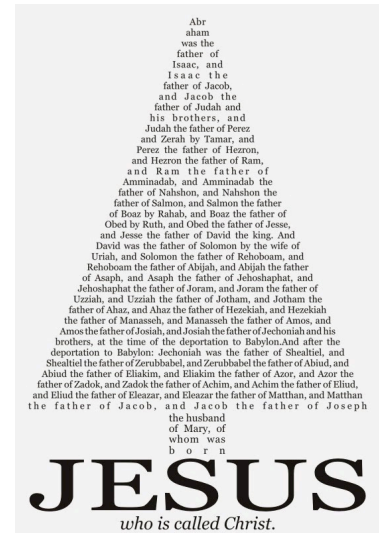 Abr
aham
was the
father of
Isaac, and
Isaac the
father of Jacob,
and Jacob the
father of Judah and
his brothers, and
Judah the father of Perez
and Zerah by Tamar, and
Perez the father of Hezron,
and Hezron the father of Ram,
and Ram the father of
Amminadab, and Amminadab the
father of Nahshon, and Nahshon the
father of Salmon, and Salmon the father
of Boaz by Rahab, and Boaz the father of
Obed by Ruth, and Obed the father of Jesse,
and Jesse the father of David the king. And
David was the father of Solomon by the wife of
Uriah, and Solomon the father of Rehoboam, and
Rehoboam the father of Abijah, and Abijah the father
of Asaph, and Asaph the father of Jehoshaphat, and
Jehoshaphat the father of Joram, and Joram the father of
Uzziah, and Uzziah the father of Jotham, and Jotham the
father of Ahaz, and Ahaz the father of Hezekiah, and Hezekiah
the father of Manasseh, and Manasseh the father of Amos, and
Amos the father of Josiah, and Josiah the father of Jechoniah and his
brothers, at the time of the deportation to Babylon.And after the
deportation to Babylon: Jechoniah was the father of Shealtiel, and
Shealtiel the father of Zerubbabel, and Zerubbabel the father of Abiud, and
Abiud the father of Eliakim, and Eliakim the father of Azor, and Azor the
father of Zadok, and Zadok the father of Achim, and Achim the father of Eliud,
and Eliud the father of Eleazar, and Eleazar the father of Matthan, and Matthan
the father of Jacob, and Jacob the father of Joseph
the husband
of Mary, of
whom was
born
JESUS
who is called Christ.